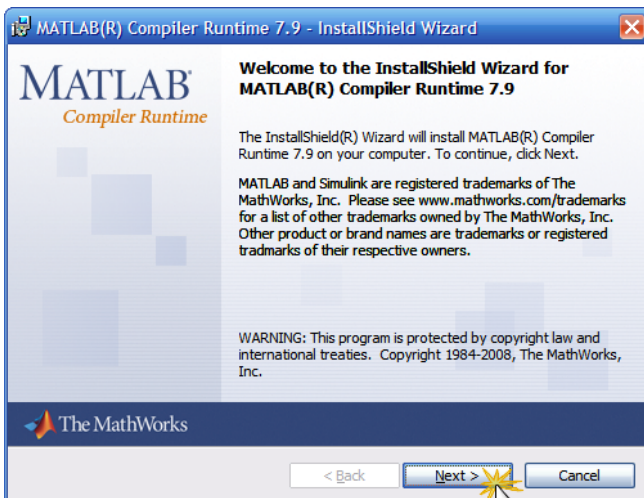 MATLAB(R) Compiler Runtime 7.9 - InstallShield Wizard
MATLAB®
Compiler Runtime
Welcome to the InstallShield Wizard for
MATLAB(R) Compiler Runtime 7.9
The InstallShield(R) Wizard will install MATLAB(R) Compiler
Runtime 7.9 on your computer. To continue, click Next.
MATLAB and Simulink are registered trademarks of The
MathWorks, Inc. Please see www.mathworks.com/trademarks
for a list of other trademarks owned by The MathWorks, Inc.
Other product or brand names are trademarks or registered
tradmarks of their respective owners.
WARNING: This program is protected by copyright law and
international treaties. Copyright 1984-2008, The MathWorks,
Inc.
The MathWorks
< Back
Next >
Cancel